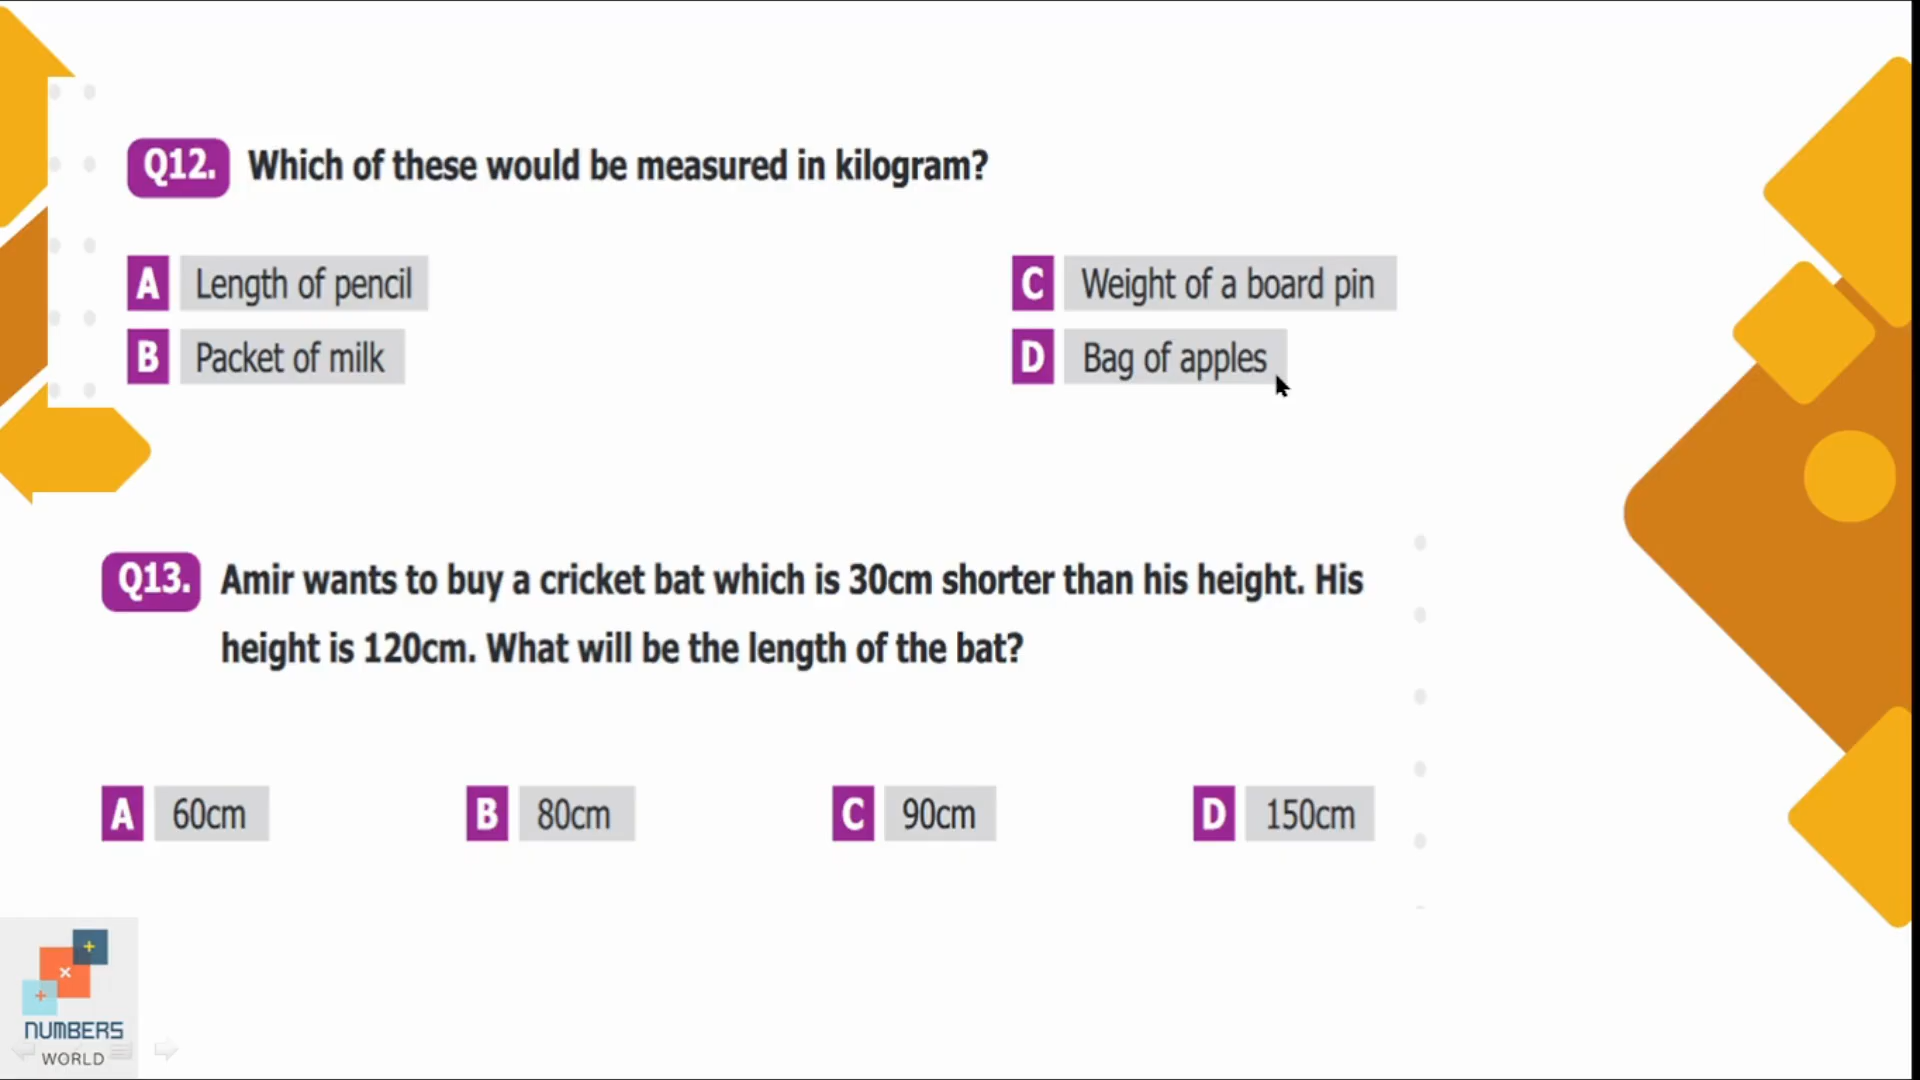 Q12. Which of these would be measured in kilogram?
A Length of pencil
C Weight of a board pin
B Packet of milk
D Bag of apples
Q13. Amir wants to buy a cricket bat which is 30cm shorter than his height. His
height is 120cm. What will be the length of the bat?
A 60cm
B 80cm
C 90cm
D 150cm
+
×
+
NUMBERS
WORLD